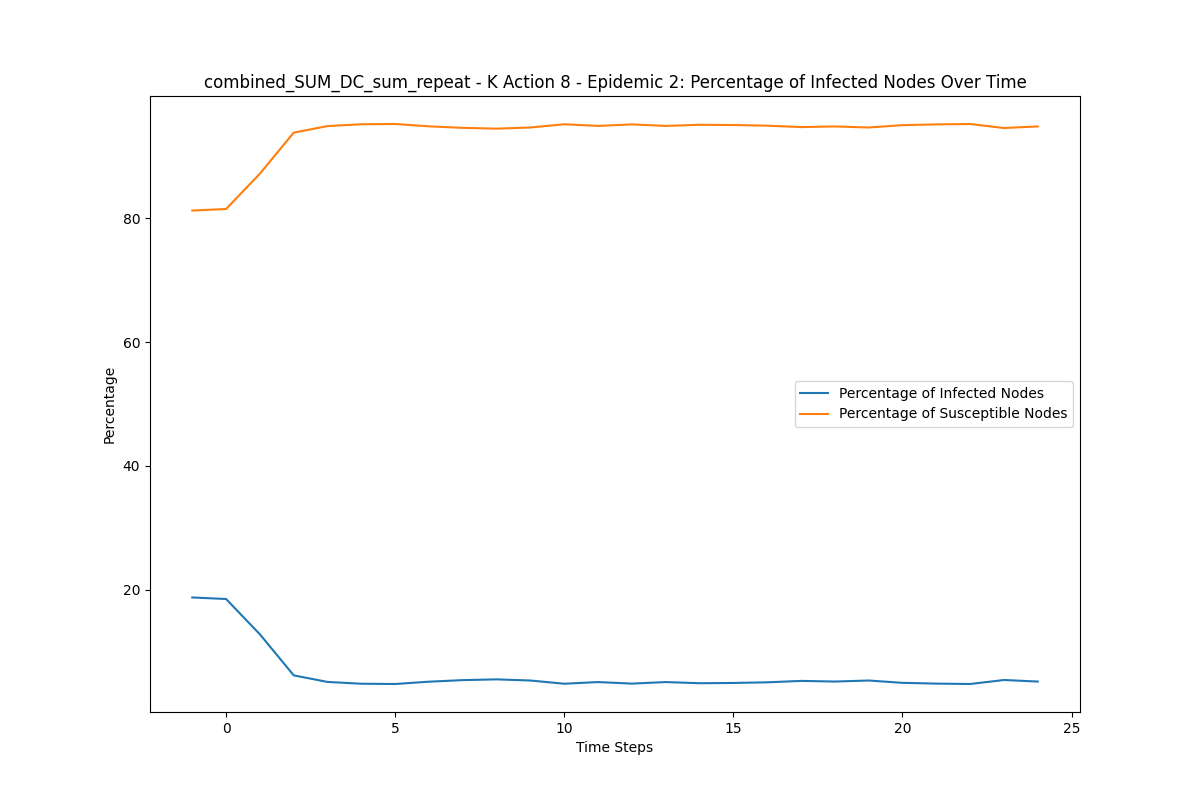 combined_SUM_DC_sum_repeat - K Action 8 - Epidemic 2: Percentage of Infected Nodes Over Time
80
60
40
20
Percentage
Percentage of Infected Nodes
Percentage of Susceptible Nodes
0 5 10 15 20 25
Time Steps